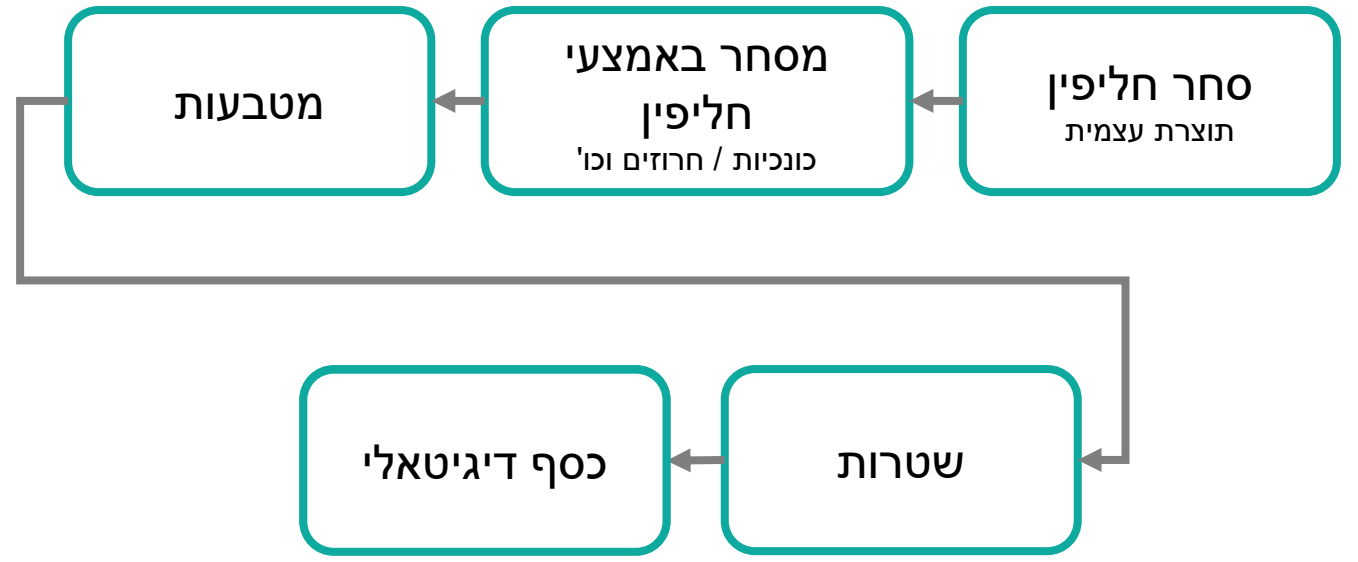 סחר חליפין
תוצרת עצמית
מסחר באמצעי
חליפין
כונכיות / חרוזים וכו'
מטבעות
שטרות
כסף דיגיטאלי